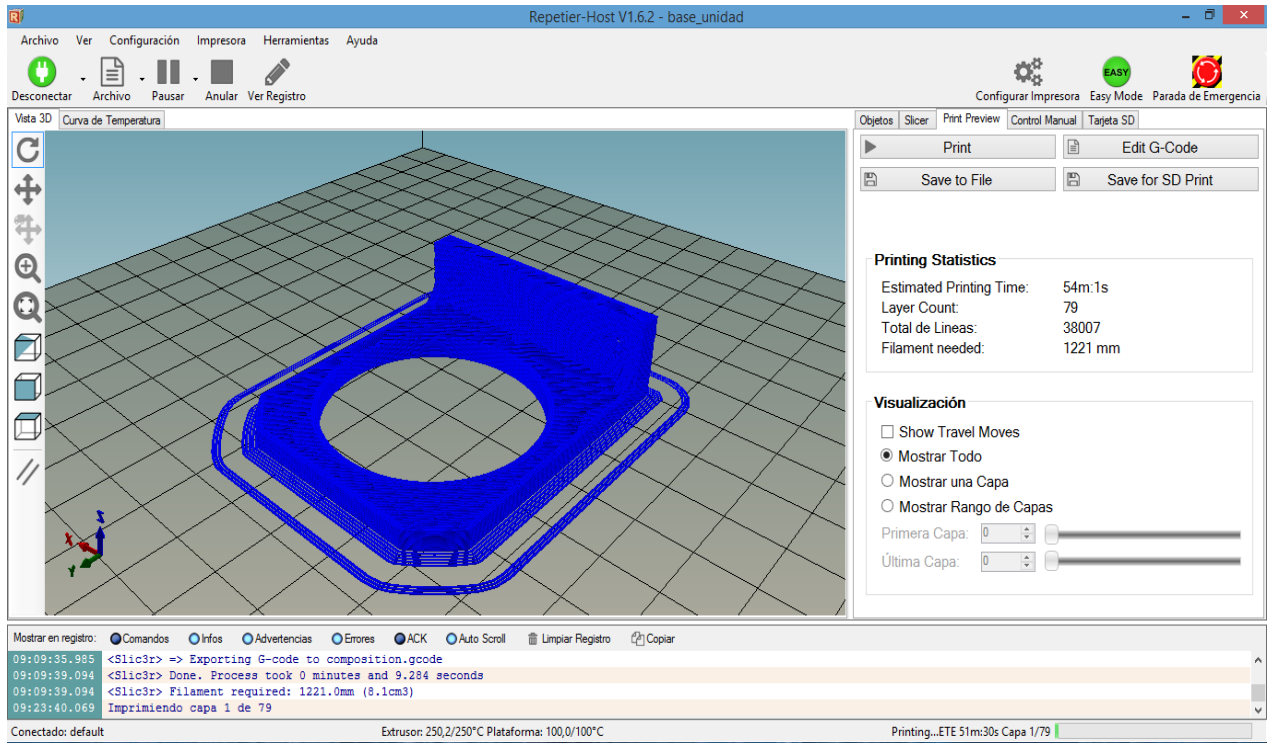 Repetier-Host V1.6.2 - base_unidad
Archivo Ver Configuración Impresora Herramientas Ayuda
Desconectar Archivo Pausar Anular Ver Registro
EASY
Configurar Impresora Easy Mode Parada de Emergencia
Vista 3D Curva de Temperatura
Objetos Slicer Print Preview Control Manual Tarjeta SD
Print Edit G-Code
Save to File Save for SD Print
Printing Statistics
Estimated Printing Time: 54m:1s
Layer Count: 79
Total de Lineas: 38007
Filament needed: 1221 mm
Visualización
Show Travel Moves
Mostrar Todo
Mostrar una Capa
Mostrar Rango de Capas
Primera Capa: 0
Última Capa: 0
Z
X
Y
Mostrar en registro: Comandos Infos Advertencias Errores ACK Auto Scroll Limpiar Registro Copiar
09:09:35.985 <Slic3r> => Exporting G-code to composition.gcode
09:09:39.094 <Slic3r> Done. Process took 0 minutes and 9.284 seconds
09:09:39.094 <Slic3r> Filament required: 1221.0mm (8.1cm3)
09:23:40.069 Imprimiendo capa 1 de 79
Conectado: default Extrusor: 250,2/250°C Plataforma: 100,0/100°C Printing...ETE 51m:30s Capa 1/79